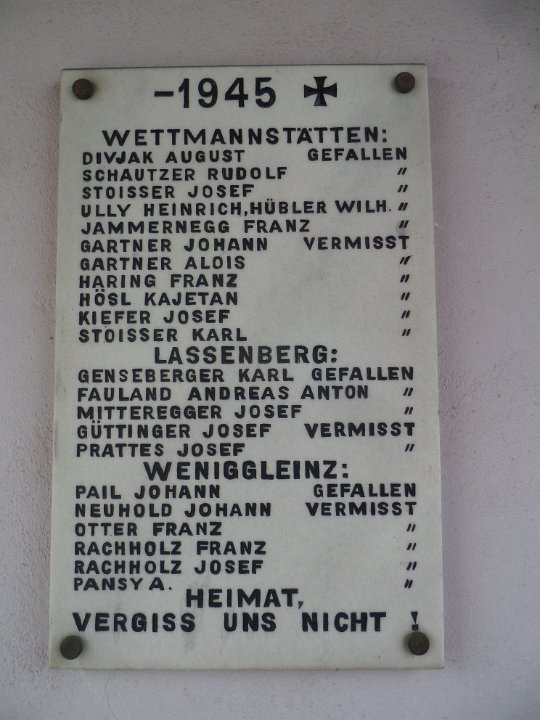 -1945 ✠
WETTMANNSTÄTTEN:
DIVJAK AUGUST GEFALLEN
SCHAUTZER RUDOLF "
STOISSER JOSEF "
ULLY HEINRICH, HÜBLER WILH. "
JAMMERNEGG FRANZ "
GARTNER JOHANN VERMISST
GARTNER ALOIS "
HARING FRANZ "
HÖSL KAJETAN "
KIEFER JOSEF "
STOISSER KARL "
LASSENBERG:
GENSEBERGER KARL GEFALLEN
FAULAND ANDREAS ANTON "
MITTEREGGER JOSEF "
GÜTTINGER JOSEF VERMISST
PRATTES JOSEF "
WENIGGLEINZ:
PAIL JOHANN GEFALLEN
NEUHOLD JOHANN VERMISST
OTTER FRANZ "
RACHHOLZ FRANZ "
RACHHOLZ JOSEF "
PANSY A. "
HEIMAT,
VERGISS UNS NICHT !